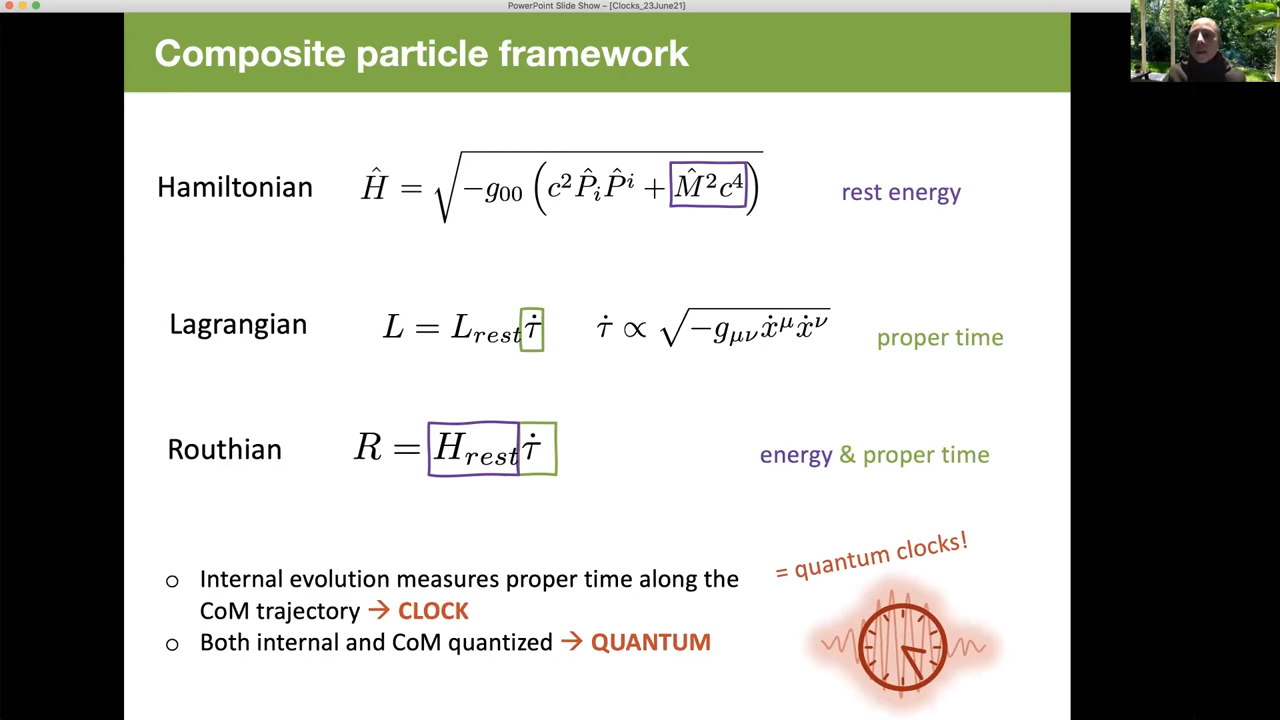 PowerPoint Slide Show – [Clocks_23June21]
Composite particle framework
Hamiltonian Ĥ = √(−g₀₀ (c²P̂ᵢP̂ⁱ + M̂²c⁴)) rest energy
Lagrangian L = L_rest τ̇ τ̇ ∝ √(−g_μν ẋ^μ ẋ^ν) proper time
Routhian R = H_rest τ̇ energy & proper time
= quantum clocks!
o Internal evolution measures proper time along the
CoM trajectory → CLOCK
o Both internal and CoM quantized → QUANTUM